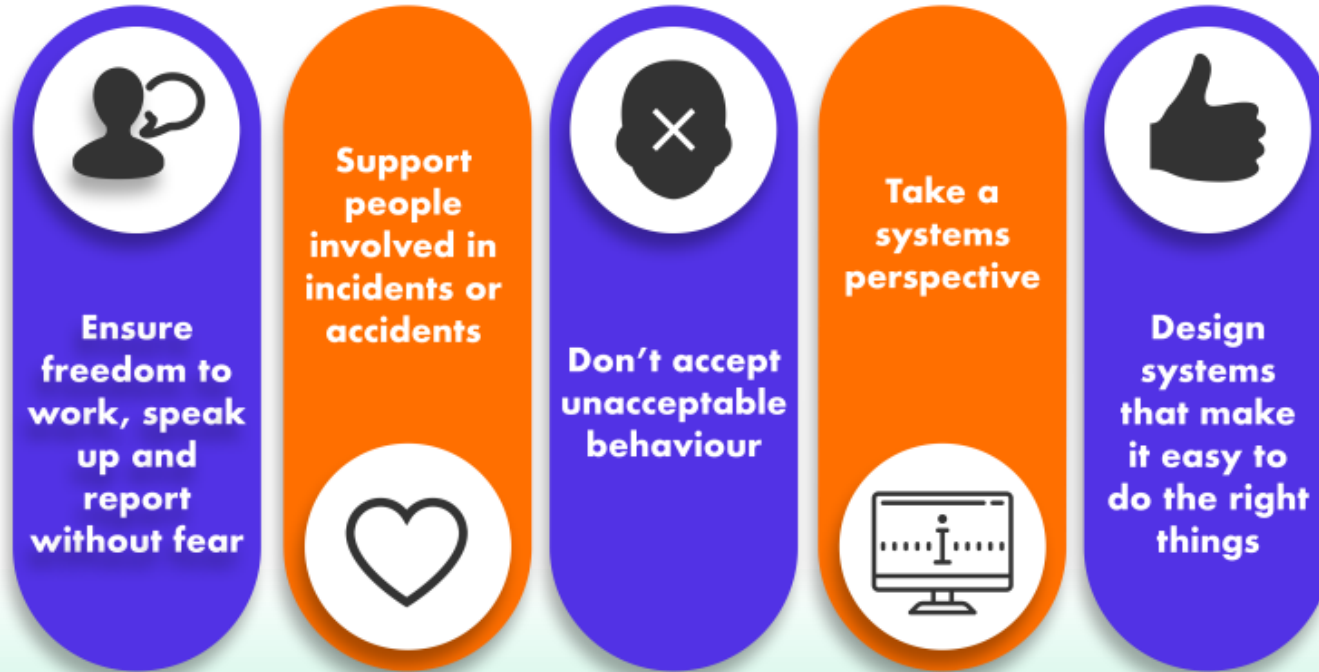 Ensure
freedom to
work, speak
up and
report
without fear
Support
people
involved in
incidents or
accidents
Don’t accept
unacceptable
behaviour
Take a
systems
perspective
Design
systems
that make
it easy to
do the right
things